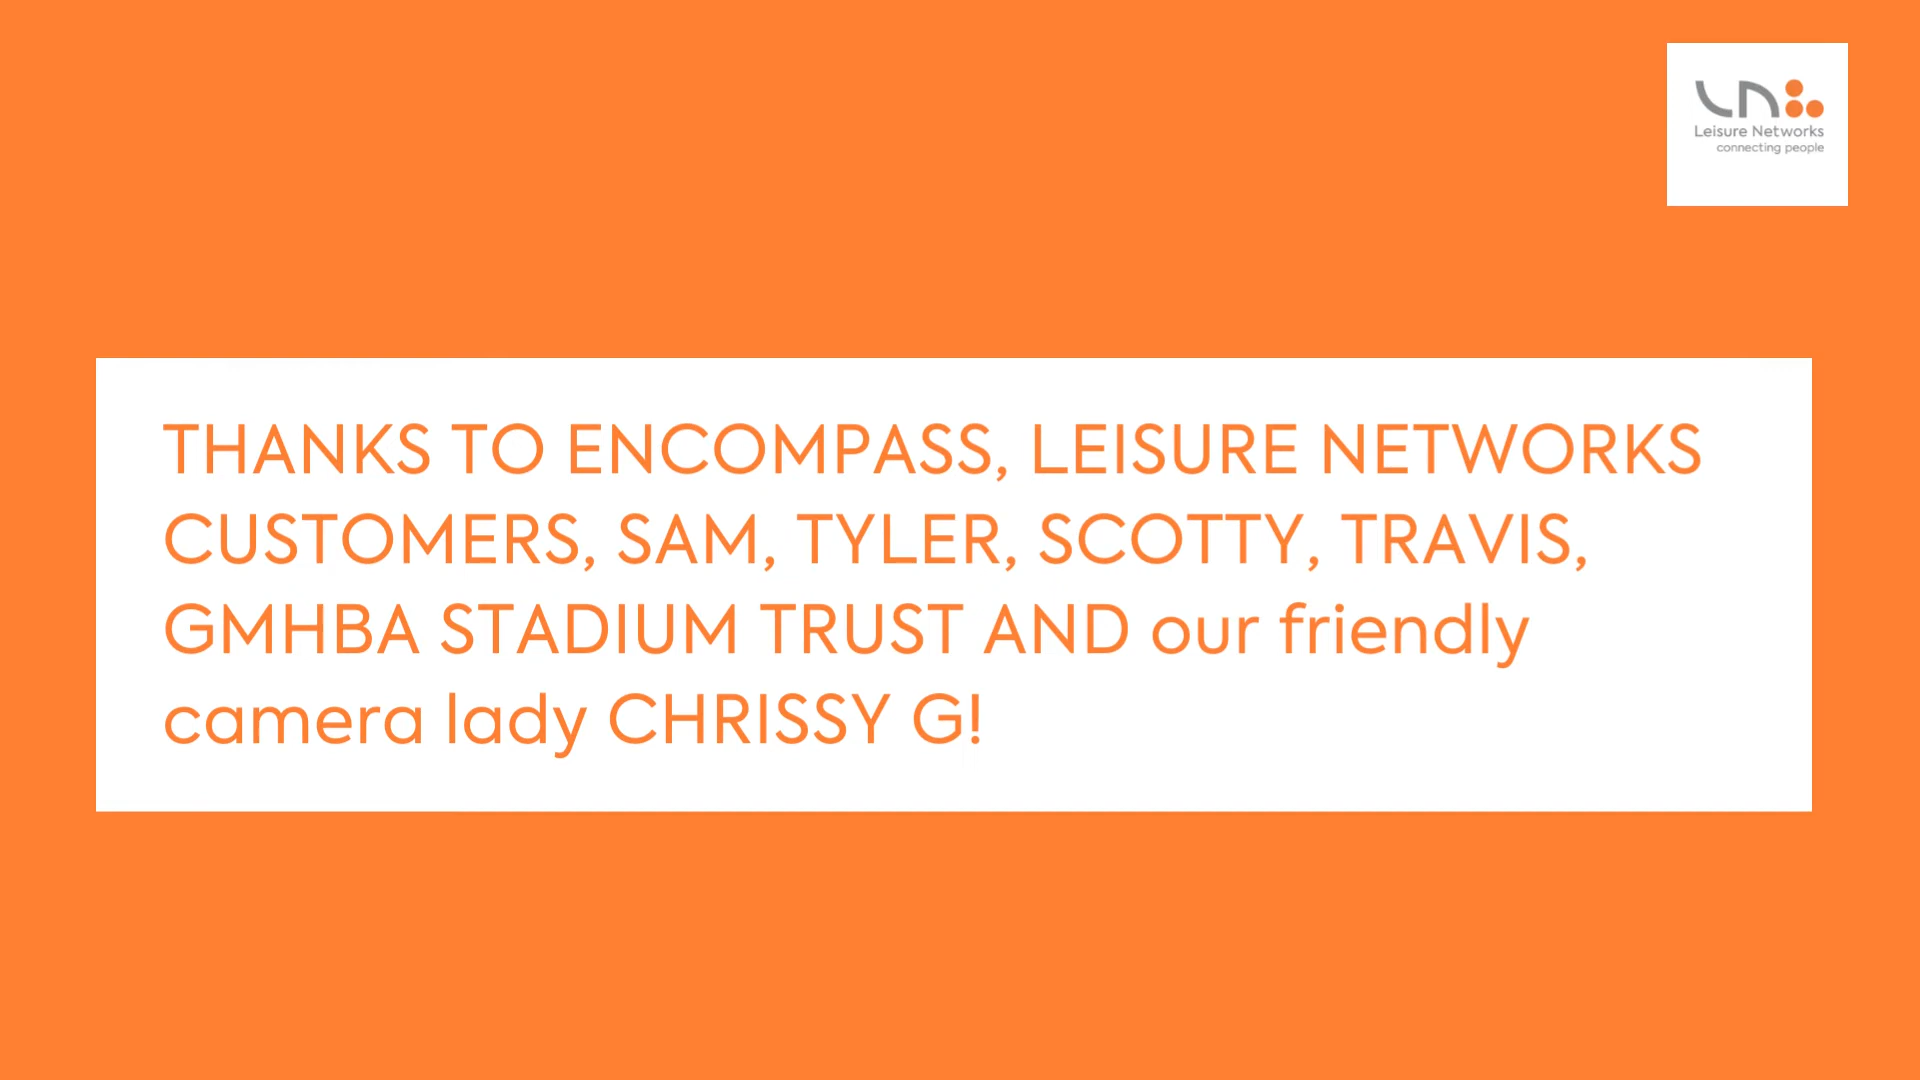 Leisure Networks
connecting people
THANKS TO ENCOMPASS, LEISURE NETWORKS
CUSTOMERS, SAM, TYLER, SCOTTY, TRAVIS,
GMHBA STADIUM TRUST AND our friendly
camera lady CHRISSY G!